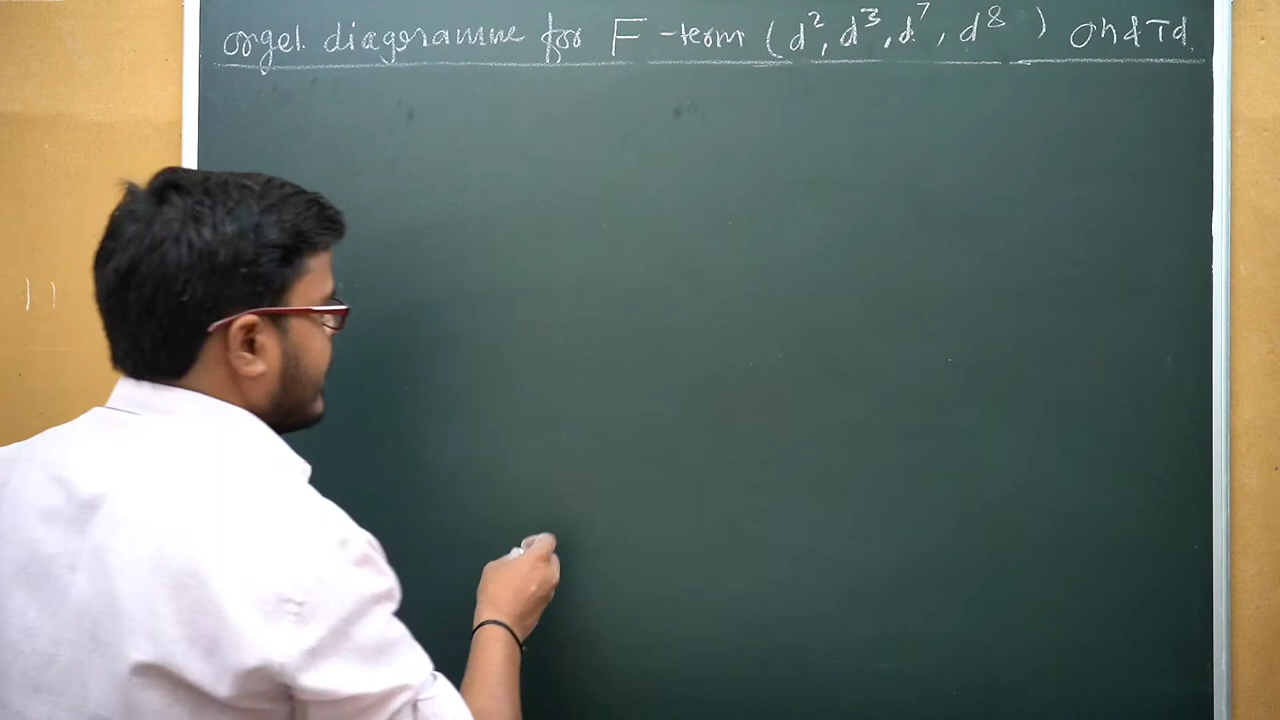 orgel diagramme for F-term (d², d³, d⁷, d⁸) Oh d Td